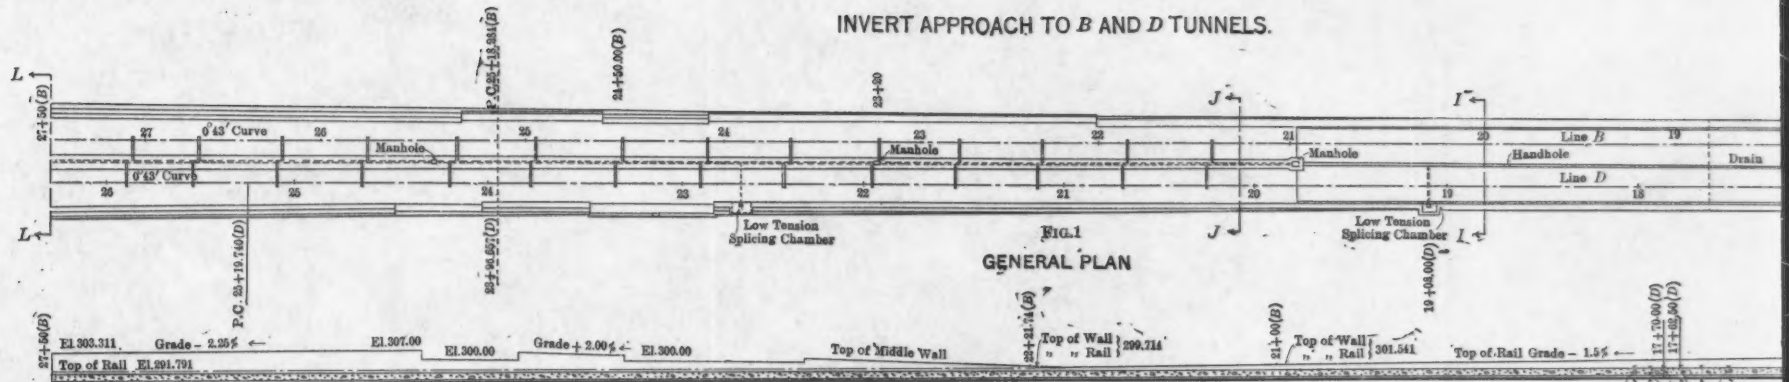 INVERT APPROACH TO B AND D TUNNELS.
27+50(B)
P.C. 25+18.284(B)
24+50.00(B)
23+20
L
J
I
27
0°43' Curve
26
25
24
23
22
21
20
Line B
19
Manhole
Manhole
Manhole
Handhole
Drain
0°43' Curve
Line D
26
25
24
23
22
21
20
19
18
L
Low Tension
Splicing Chamber
FIG.1
J
Low Tension
Splicing Chamber
I
P.C. 25+19.740(D)
23+96.557(D)
GENERAL PLAN
19+08.00(D)
27+50(B)
22+21.74(B)
21+00(B)
17+70.00(D)
17+62.50(D)
El.303.311
Grade - 2.25%
El.307.00
El.300.00
Grade + 2.00%
El.300.00
Top of Middle Wall
Top of Wall
" " Rail } 299.714
Top of Wall
" " Rail } 301.541
Top of Rail Grade - 1.5%
Top of Rail El.291.791